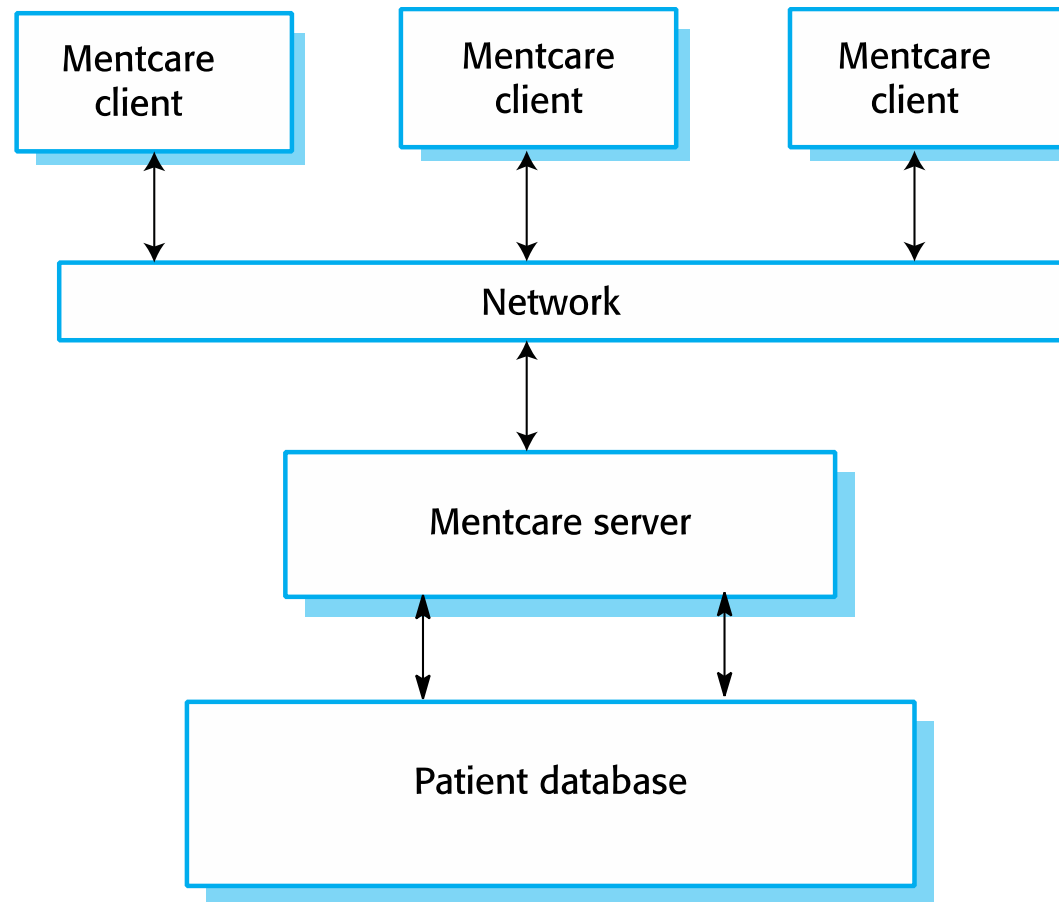 Mentcare
client
Mentcare
client
Mentcare
client
Network
Mentcare server
Patient database